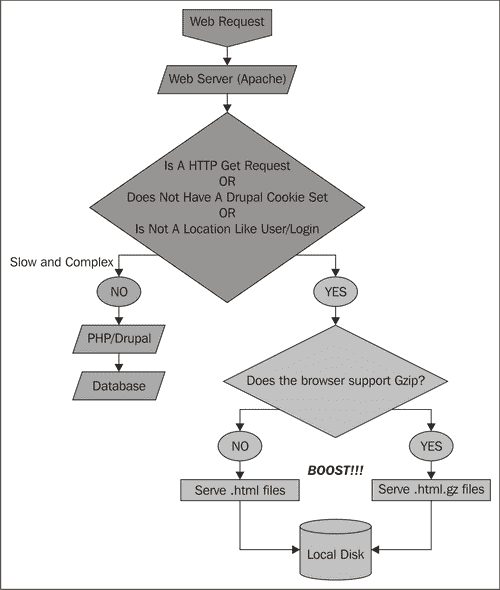 Web Request
Web Server (Apache)
Is A HTTP Get Request
OR
Does Not Have A Drupal Cookie Set
OR
Is Not A Location Like User/Login
Slow and Complex
NO
YES
PHP/Drupal
Database
Does the browser support Gzip?
NO
YES
BOOST!!!
Serve .html files
Serve .html.gz files
Local Disk